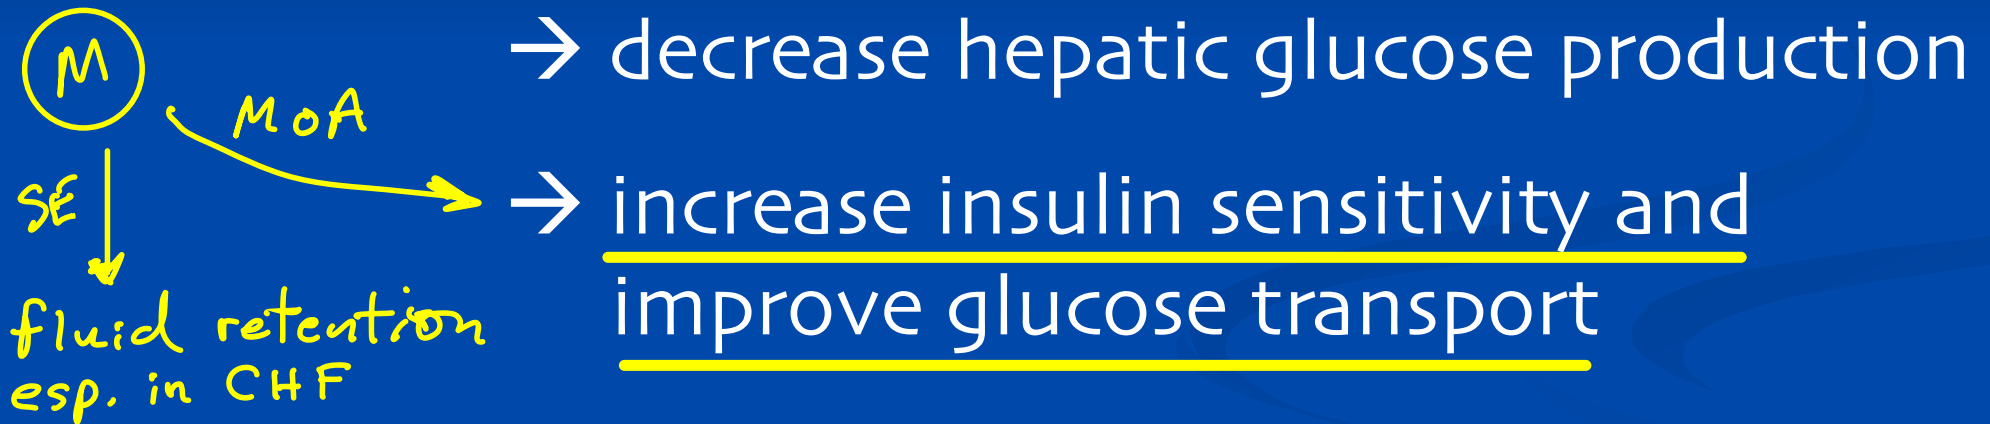 M
→ decrease hepatic glucose production
MoA
SE
→ increase insulin sensitivity and
improve glucose transport
fluid retention
esp. in CHF